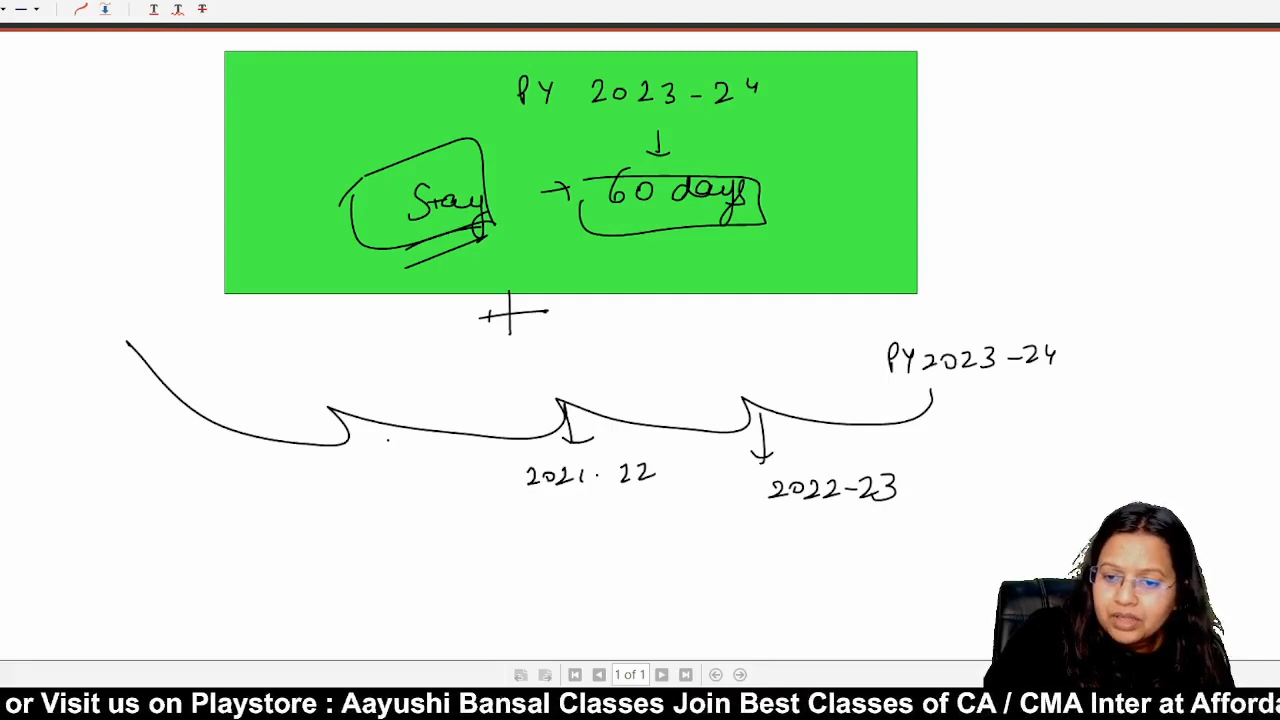 PY 2023-24
Stay → 60 days
+
PY 2023-24
2021.22
2022-23
1 of 1
or Visit us on Playstore : Aayushi Bansal Classes Join Best Classes of CA / CMA Inter at Afforda